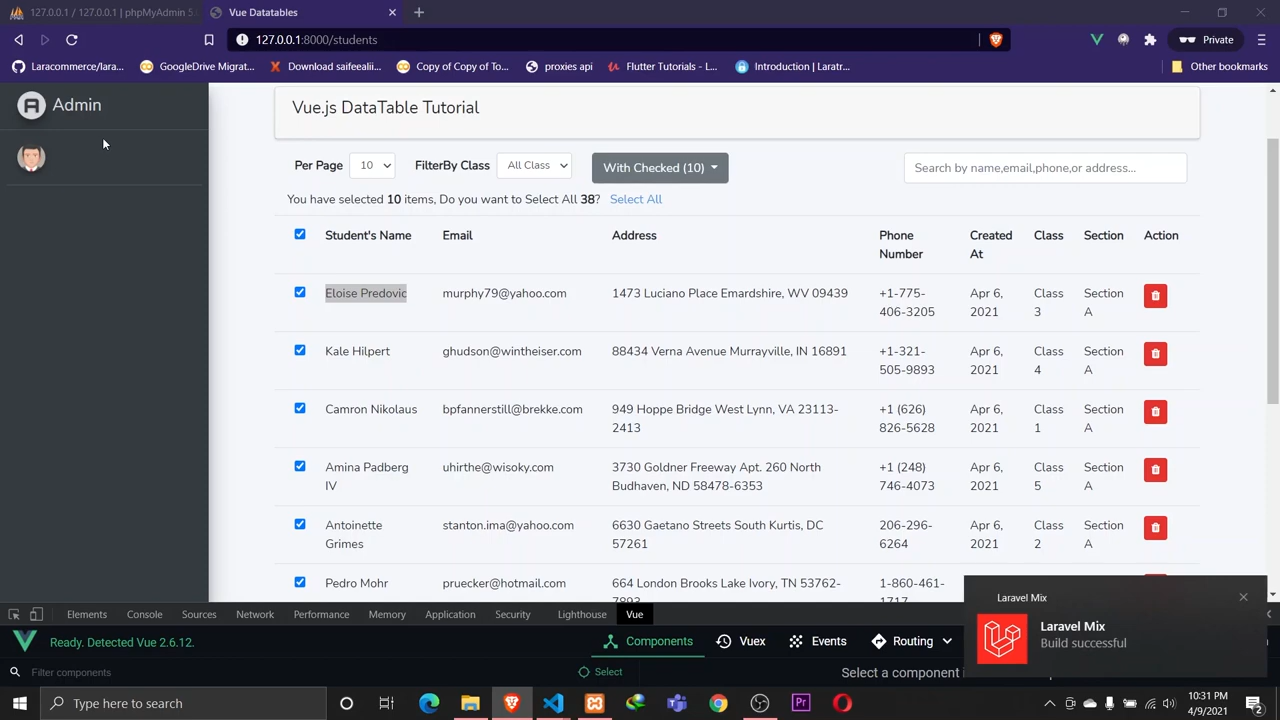 127.0.0.1 / 127.0.0.1 | phpMyAdmin 5
Vue Datatables
127.0.0.1:8000/students
Private
Laracommerce/lara...
GoogleDrive Migrat...
Download saifeealii...
Copy of Copy of To...
proxies api
Flutter Tutorials - L...
Introduction | Laratr...
Other bookmarks
Admin
Vue.js DataTable Tutorial
Per Page 10 FilterBy Class All Class With Checked (10) Search by name,email,phone,or address...
You have selected 10 items, Do you want to Select All 38? Select All
Student's Name Email Address Phone Number Created At Class Section Action
Eloise Predovic murphy79@yahoo.com 1473 Luciano Place Emardshire, WV 09439 +1-775-406-3205 Apr 6, 2021 Class 3 Section A
Kale Hilpert ghudson@wintheiser.com 88434 Verna Avenue Murrayville, IN 16891 +1-321-505-9893 Apr 6, 2021 Class 4 Section A
Camron Nikolaus bpfannerstill@brekke.com 949 Hoppe Bridge West Lynn, VA 23113-2413 +1 (626) 826-5628 Apr 6, 2021 Class 1 Section A
Amina Padberg IV uhirthe@wisoky.com 3730 Goldner Freeway Apt. 260 North Budhaven, ND 58478-6353 +1 (248) 746-4073 Apr 6, 2021 Class 5 Section A
Antoinette Grimes stanton.ima@yahoo.com 6630 Gaetano Streets South Kurtis, DC 57261 206-296-6264 Apr 6, 2021 Class 2 Section A
Pedro Mohr pruecker@hotmail.com 664 London Brooks Lake Ivory, TN 53762-7893 1-860-461-1717
Laravel Mix
Laravel Mix
Build successful
Elements Console Sources Network Performance Memory Application Security Lighthouse Vue
Ready. Detected Vue 2.6.12.
Components Vuex Events Routing
Filter components
Select
Select a component
Type here to search
10:31 PM
4/9/2021
2